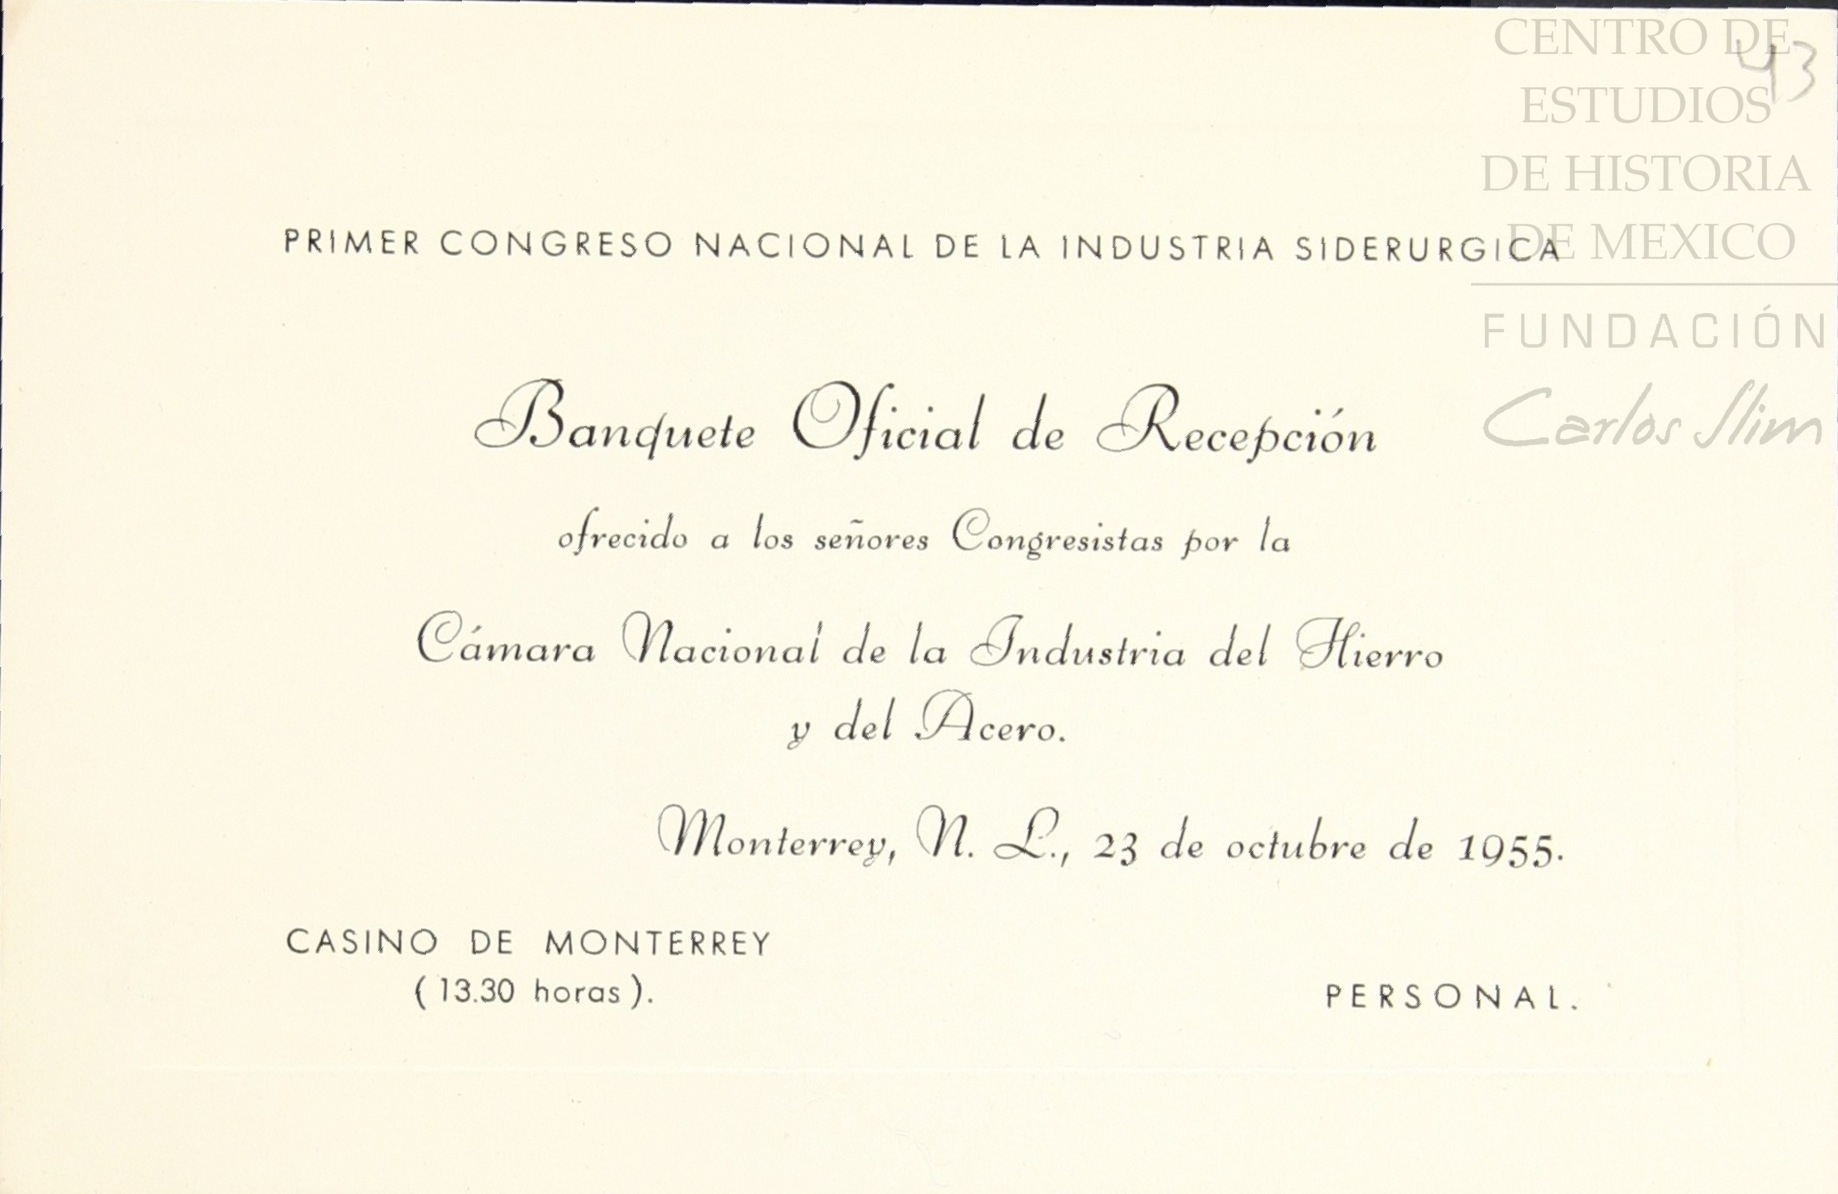 CENTRO DE
ESTUDIOS
DE HISTORIA
DE MEXICO
FUNDACIÓN
Carlos Slim
43
PRIMER CONGRESO NACIONAL DE LA INDUSTRIA SIDERURGICA
Banquete Oficial de Recepción
ofrecido a los señores Congresistas por la
Cámara Nacional de la Industria del Hierro
y del Acero.
Monterrey, N. L., 23 de octubre de 1955.
CASINO DE MONTERREY
(13.30 horas).
PERSONAL.